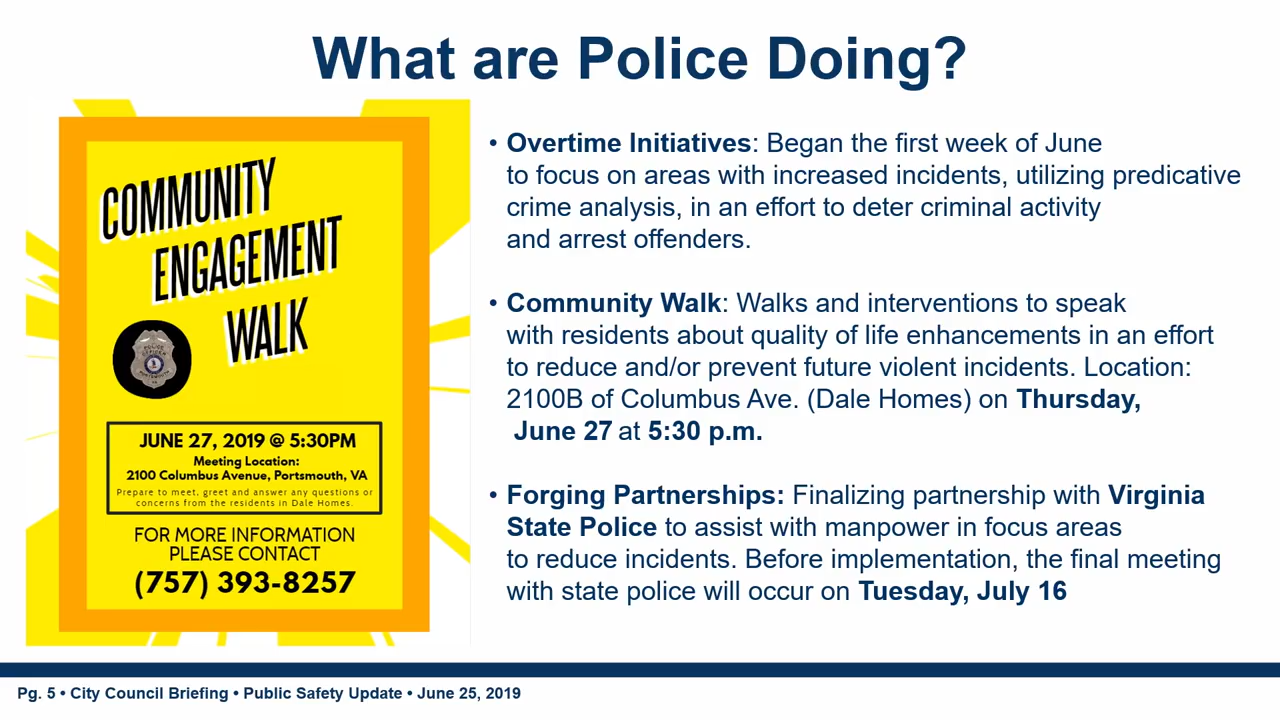 What are Police Doing?
COMMUNITY
ENGAGEMENT
WALK
POLICE
OFFICER
PORTSMOUTH
VA
JUNE 27, 2019 @ 5:30PM
Meeting Location:
2100 Columbus Avenue, Portsmouth, VA
Prepare to meet, greet and answer any questions or
concerns from the residents in Dale Homes.
FOR MORE INFORMATION
PLEASE CONTACT
(757) 393-8257
• Overtime Initiatives: Began the first week of June
to focus on areas with increased incidents, utilizing predicative
crime analysis, in an effort to deter criminal activity
and arrest offenders.
• Community Walk: Walks and interventions to speak
with residents about quality of life enhancements in an effort
to reduce and/or prevent future violent incidents. Location:
2100B of Columbus Ave. (Dale Homes) on Thursday,
June 27 at 5:30 p.m.
• Forging Partnerships: Finalizing partnership with Virginia
State Police to assist with manpower in focus areas
to reduce incidents. Before implementation, the final meeting
with state police will occur on Tuesday, July 16
Pg. 5 • City Council Briefing • Public Safety Update • June 25, 2019